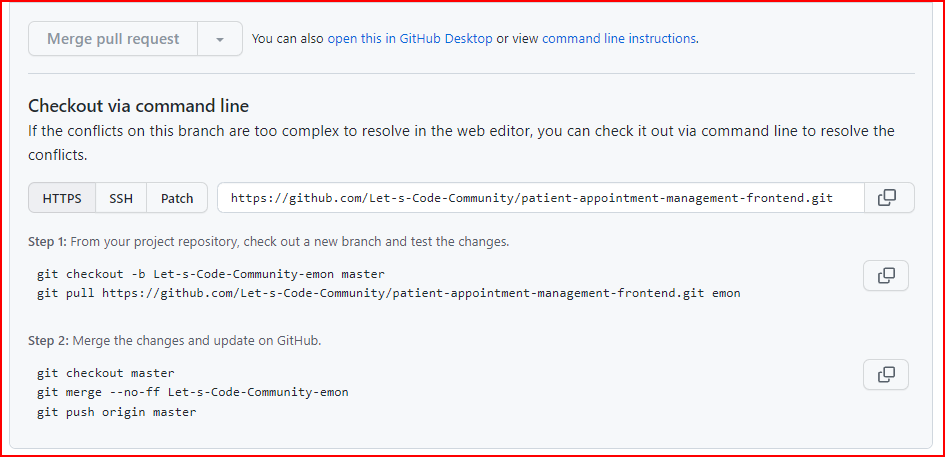 Merge pull request
You can also open this in GitHub Desktop or view command line instructions.
Checkout via command line
If the conflicts on this branch are too complex to resolve in the web editor, you can check it out via command line to resolve the
conflicts.
HTTPS SSH Patch https://github.com/Let-s-Code-Community/patient-appointment-management-frontend.git
Step 1: From your project repository, check out a new branch and test the changes.
git checkout -b Let-s-Code-Community-emon master
git pull https://github.com/Let-s-Code-Community/patient-appointment-management-frontend.git emon
Step 2: Merge the changes and update on GitHub.
git checkout master
git merge --no-ff Let-s-Code-Community-emon
git push origin master